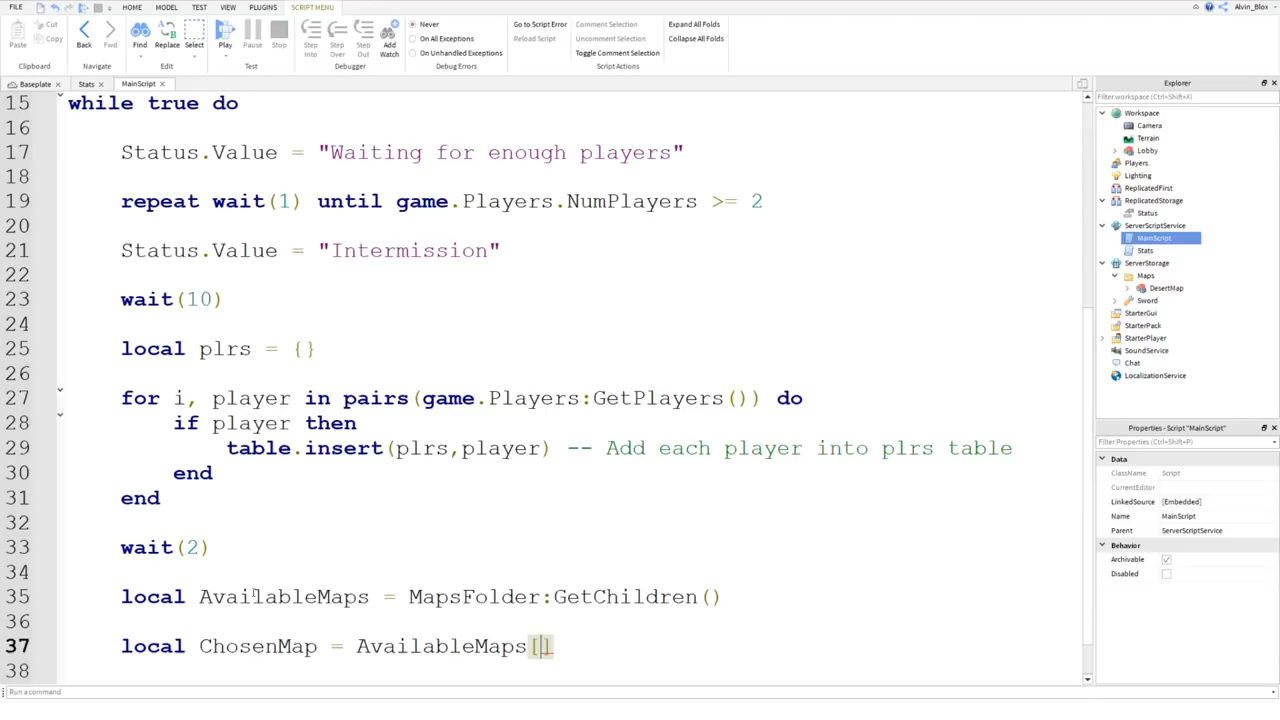 FILE HOME MODEL TEST VIEW PLUGINS SCRIPT MENU Alvin_Blox
Paste Cut Copy Clipboard
Back Fwd Navigate
Find Replace Select Edit
Play Pause Stop Test
Step Into Step Over Step Out Add Watch Debugger
Never
On All Exceptions
On Unhandled Exceptions
Debug Errors
Go to Script Error Comment Selection Expand All Folds
Reload Script Uncomment Selection Collapse All Folds
Toggle Comment Selection
Script Actions
Baseplate × Stats × MainScript ×
15 while true do
16
17 Status.Value = "Waiting for enough players"
18
19 repeat wait(1) until game.Players.NumPlayers >= 2
20
21 Status.Value = "Intermission"
22
23 wait(10)
24
25 local plrs = {}
26
27 for i, player in pairs(game.Players:GetPlayers()) do
28 if player then
29 table.insert(plrs,player) -- Add each player into plrs table
30 end
31 end
32
33 wait(2)
34
35 local AvailableMaps = MapsFolder:GetChildren()
36
37 local ChosenMap = AvailableMaps[]
38
Run a command
Explorer
Filter workspace (Ctrl+Shift+X)
Workspace
Camera
Terrain
Lobby
Players
Lighting
ReplicatedFirst
ReplicatedStorage
Status
ServerScriptService
MainScript
Stats
ServerStorage
Maps
DesertMap
Sword
StarterGui
StarterPack
StarterPlayer
SoundService
Chat
LocalizationService
Properties - Script "MainScript"
Filter Properties (Ctrl+Shift+P)
Data
ClassName Script
CurrentEditor
LinkedSource [Embedded]
Name MainScript
Parent ServerScriptService
Behavior
Archivable
Disabled